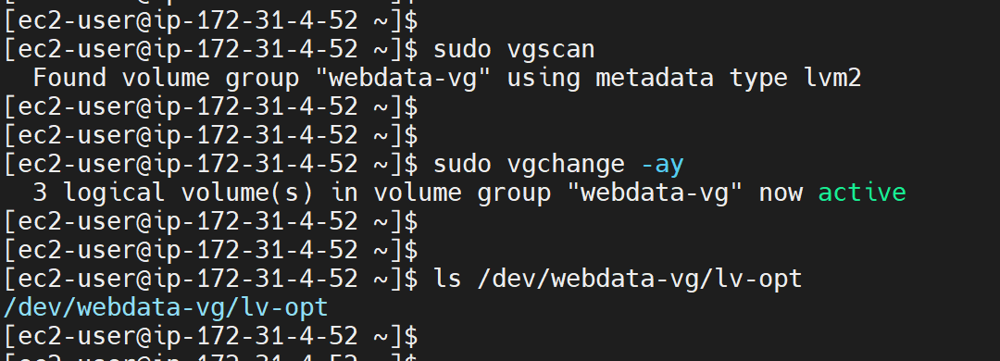 [ec2-user@ip-172-31-4-52 ~]$
[ec2-user@ip-172-31-4-52 ~]$ sudo vgscan
  Found volume group "webdata-vg" using metadata type lvm2
[ec2-user@ip-172-31-4-52 ~]$
[ec2-user@ip-172-31-4-52 ~]$
[ec2-user@ip-172-31-4-52 ~]$ sudo vgchange -ay
  3 logical volume(s) in volume group "webdata-vg" now active
[ec2-user@ip-172-31-4-52 ~]$
[ec2-user@ip-172-31-4-52 ~]$
[ec2-user@ip-172-31-4-52 ~]$ ls /dev/webdata-vg/lv-opt
/dev/webdata-vg/lv-opt
[ec2-user@ip-172-31-4-52 ~]$